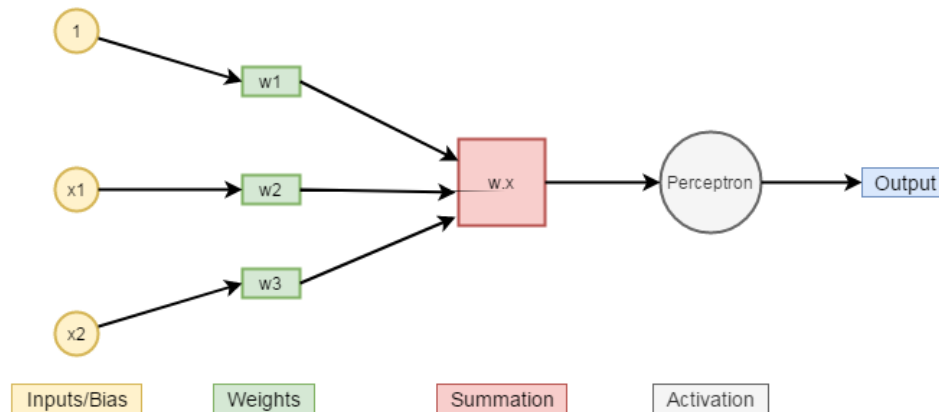 1
w1
x1
w2
w.x
Perceptron
Output
w3
x2
Inputs/Bias
Weights
Summation
Activation